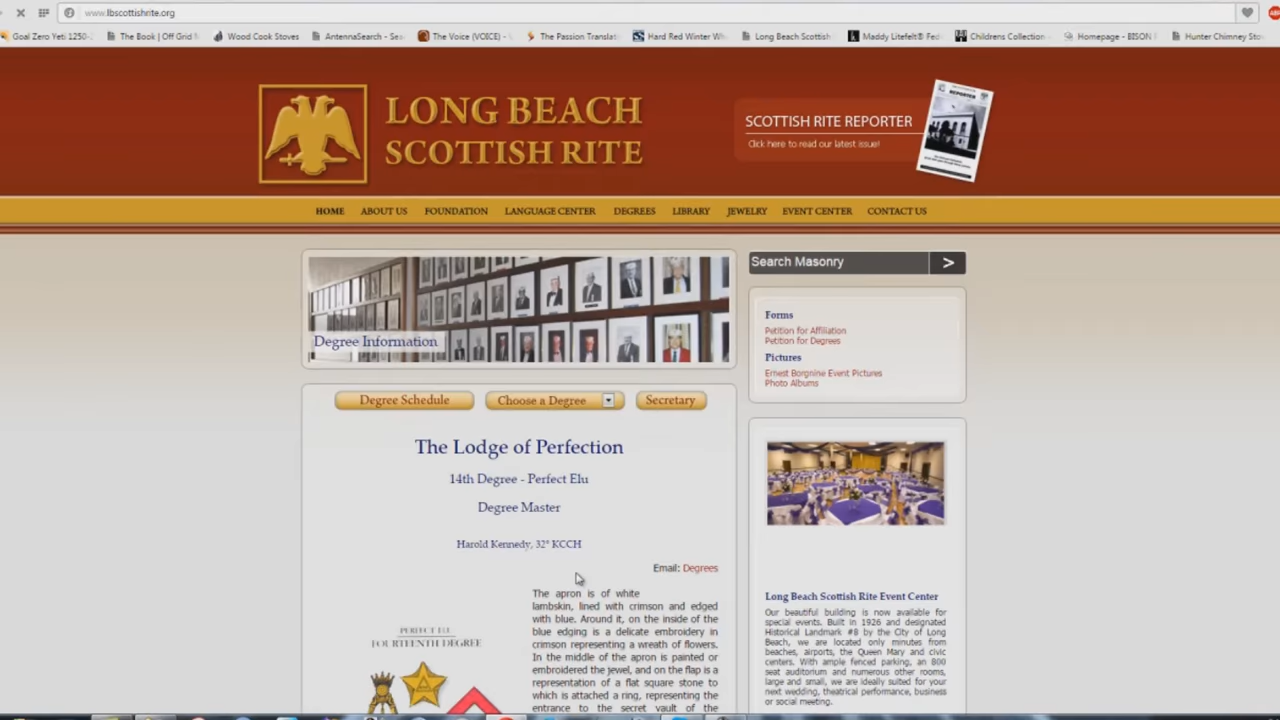 www.lbscottishrite.org
Goal Zero Yeti 1250-
The Book | Off Grid
Wood Cook Stoves
AntennaSearch - Sea
The Voice (VOICE) -
The Passion Translat
Hard Red Winter W
Long Beach Scottish
Maddy Litefelt® Fe
Childrens Collection
Homepage - BISON
Hunter Chimney Sto
LONG BEACH
SCOTTISH RITE
SCOTTISH RITE REPORTER
Click here to read our latest issue!
REPORTER
HOME ABOUT US FOUNDATION LANGUAGE CENTER DEGREES LIBRARY JEWELRY EVENT CENTER CONTACT US
Degree Information
Search Masonry >
Forms
Petition for Affiliation
Petition for Degrees
Pictures
Ernest Borgnine Event Pictures
Photo Albums
Degree Schedule
Choose a Degree
Secretary
The Lodge of Perfection
14th Degree - Perfect Elu
Degree Master
Harold Kennedy, 32° KCCH
Email: Degrees
The apron is of white
lambskin, lined with crimson and edged
with blue. Around it, on the inside of the
blue edging is a delicate embroidery in
crimson representing a wreath of flowers.
In the middle of the apron is painted or
embroidered the jewel, and on the flap is a
representation of a flat square stone to
which is attached a ring, representing the
entrance to the secret vault of the
PERFECT ELU
FOURTEENTH DEGREE
Long Beach Scottish Rite Event Center
Our beautiful building is now available for
special events. Built in 1926 and designated
Historical Landmark #8 by the City of Long
Beach, we are located only minutes from
beaches, airports, the Queen Mary and civic
centers. With ample fenced parking, an 800
seat auditorium and numerous other rooms,
large and small, we are ideally suited for your
next wedding, theatrical performance, business
or social meeting.